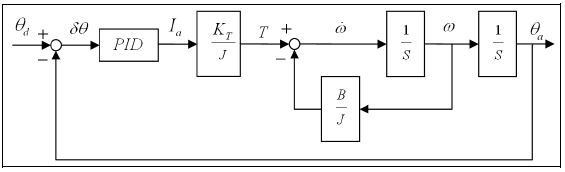 θd + − δθ PID Ia KT/J T + − ω̇ 1/S ω 1/S θa
B/J